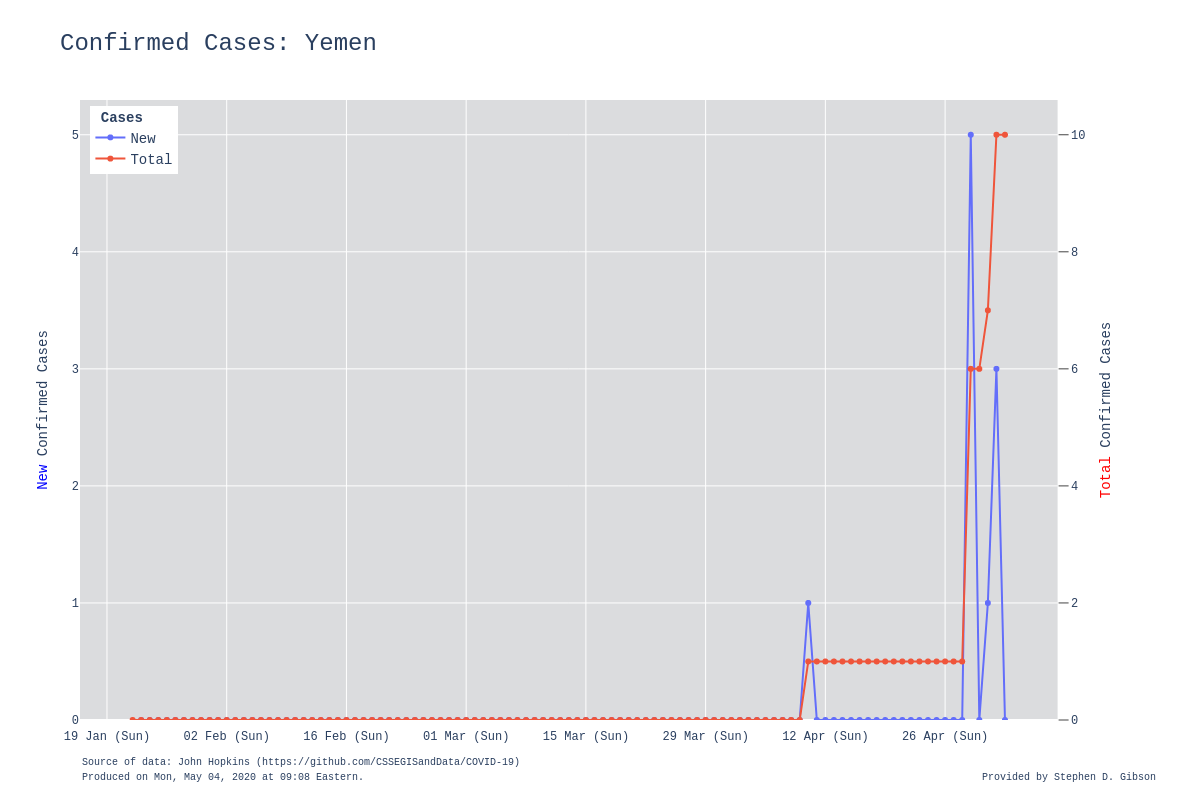 Confirmed Cases: Yemen
Cases
New
Total
5
4
3
2
1
0
10
8
6
4
2
0
New Confirmed Cases
Total Confirmed Cases
19 Jan (Sun) 02 Feb (Sun) 16 Feb (Sun) 01 Mar (Sun) 15 Mar (Sun) 29 Mar (Sun) 12 Apr (Sun) 26 Apr (Sun)
Source of data: John Hopkins (https://github.com/CSSEGISandData/COVID-19)
Produced on Mon, May 04, 2020 at 09:08 Eastern.
Provided by Stephen D. Gibson